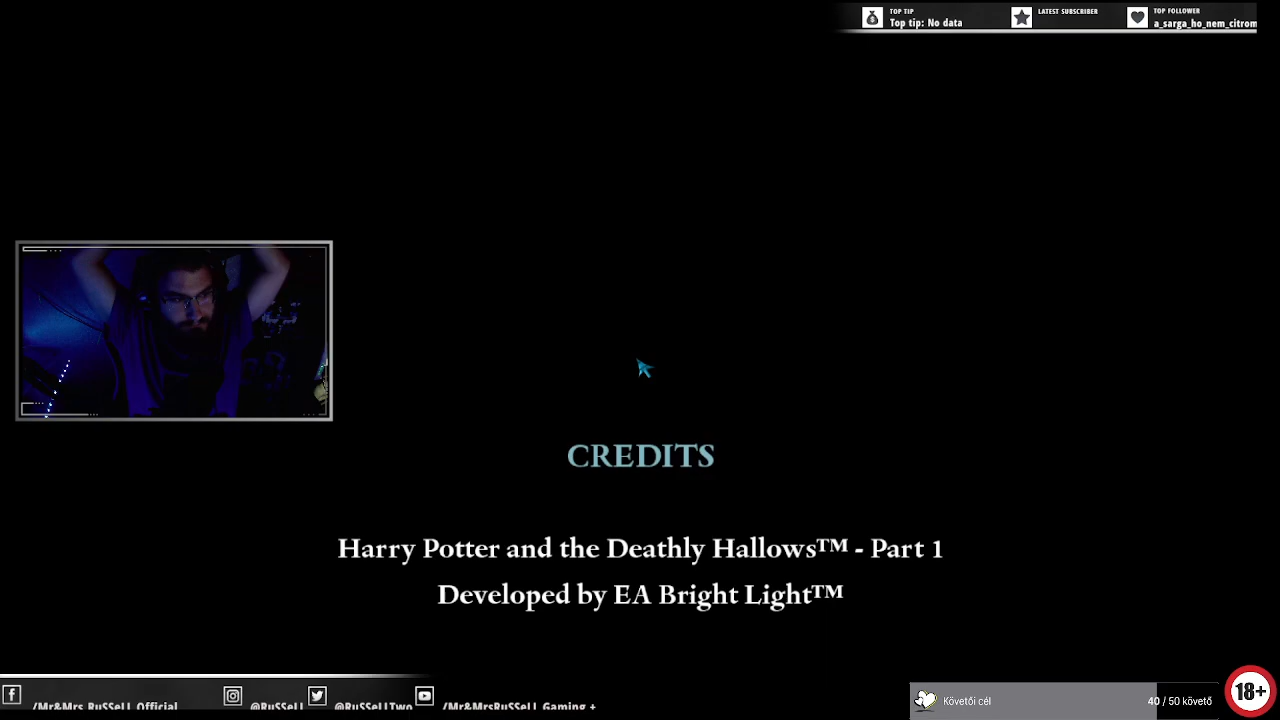 TOP TIP
Top tip: No data
LATEST SUBSCRIBER
TOP FOLLOWER
a_sarga_ho_nem_citrom
CREDITS
Harry Potter and the Deathly Hallows™ - Part 1
Developed by EA Bright Light™
/Mr&Mrs.RuSSeLL.Official
@RuSSeLL
@RuSSeLLTwo
/Mr&MrsRuSSeLL Gaming +
Követői cél
40 / 50 követő
18+